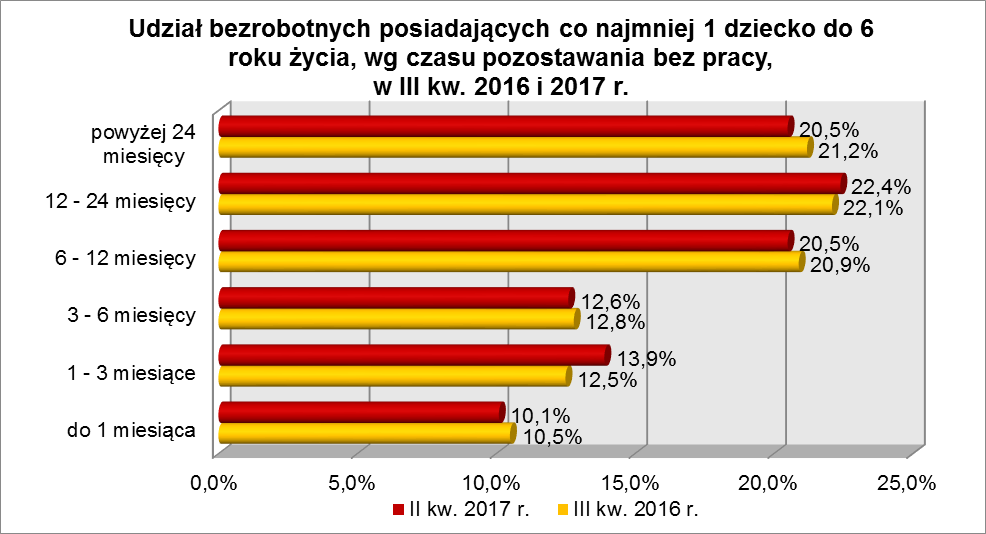 Udział bezrobotnych posiadających co najmniej 1 dziecko do 6
roku życia, wg czasu pozostawania bez pracy,
w III kw. 2016 i 2017 r.
powyżej 24
miesięcy
20,5%
21,2%
12 - 24 miesięcy
22,4%
22,1%
6 - 12 miesięcy
20,5%
20,9%
3 - 6 miesięcy
12,6%
12,8%
1 - 3 miesiące
13,9%
12,5%
do 1 miesiąca
10,1%
10,5%
0,0% 5,0% 10,0% 15,0% 20,0% 25,0%
II kw. 2017 r. III kw. 2016 r.